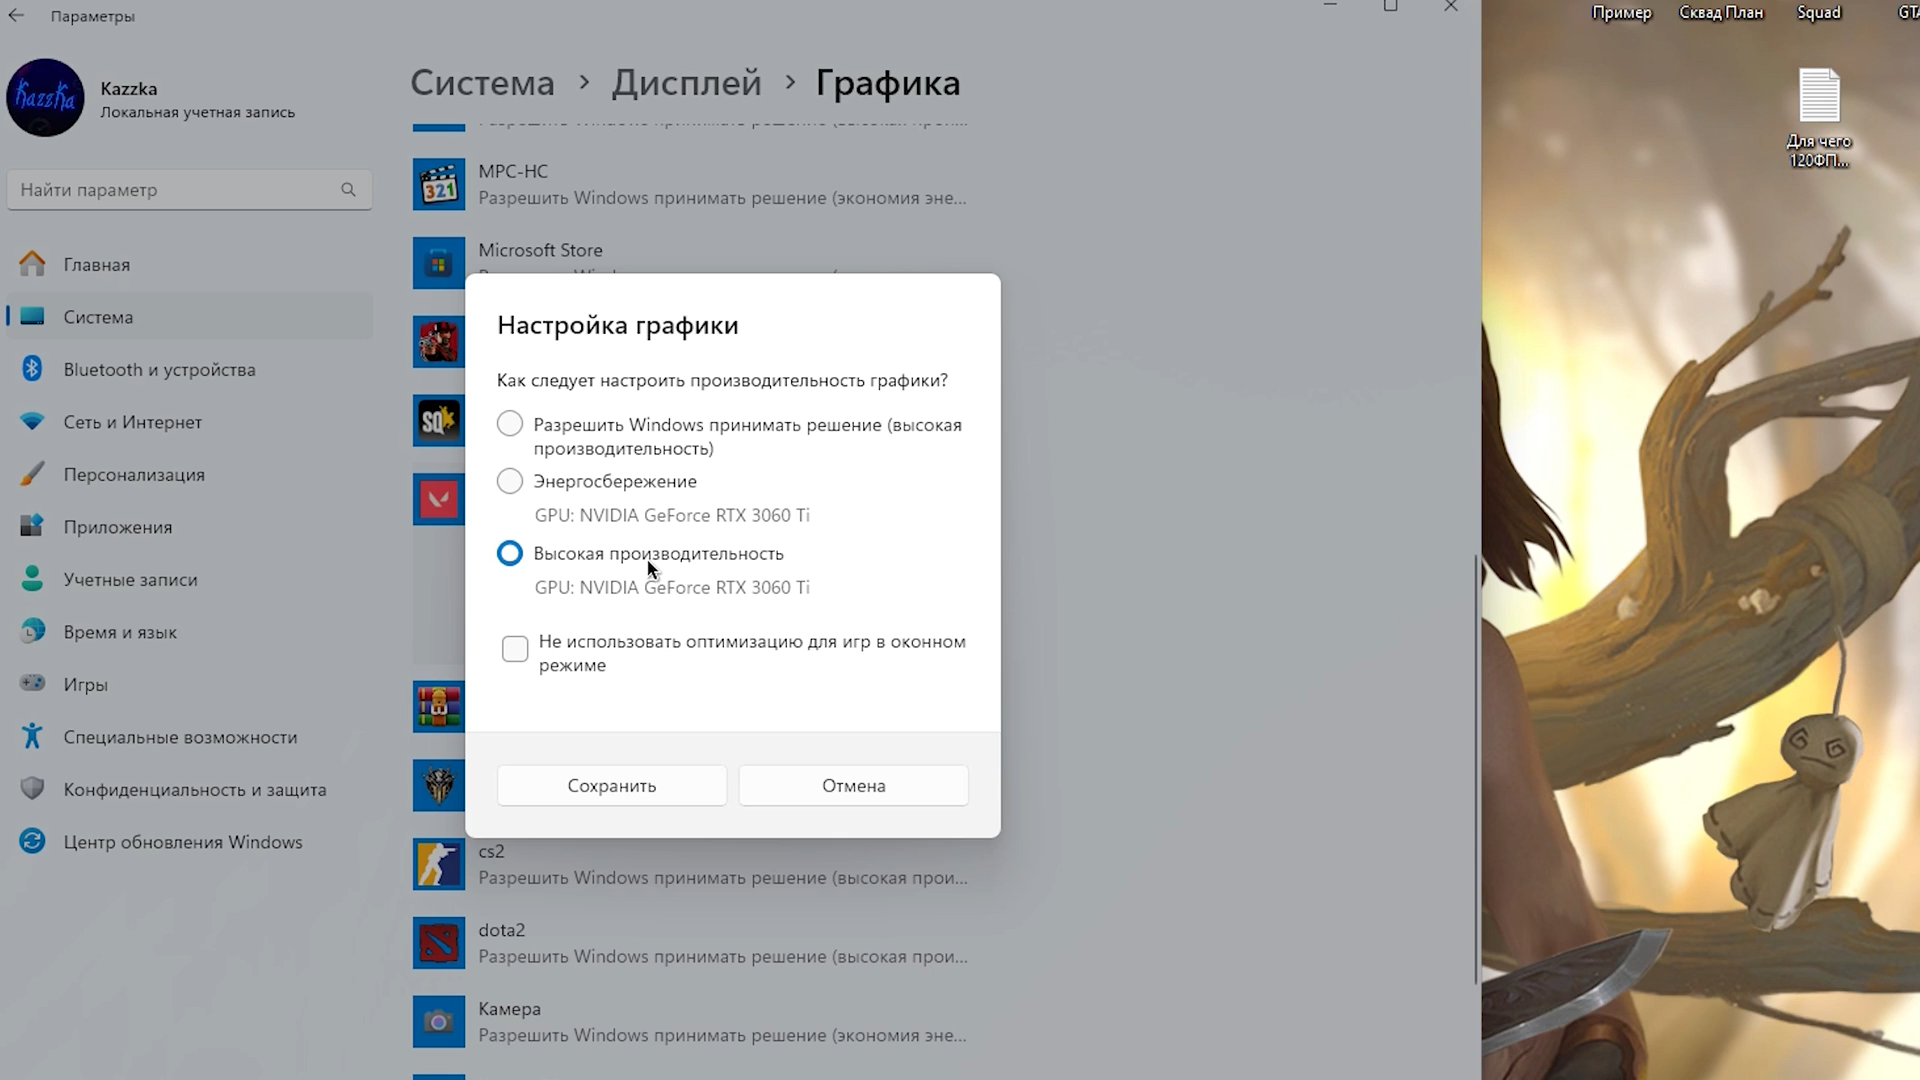 Параметры
Пример
Сквад План
Squad
Kazzka
Локальная учетная запись
Kazzka
Система > Дисплей > Графика
Для чего
120ФП...
Найти параметр
Главная
Система
Bluetooth и устройства
Сеть и Интернет
Персонализация
Приложения
Учетные записи
Время и язык
Игры
Специальные возможности
Конфиденциальность и защита
Центр обновления Windows
321
MPC-HC
Разрешить Windows принимать решение (экономия эне...
Microsoft Store
SQ
Настройка графики
Как следует настроить производительность графики?
Разрешить Windows принимать решение (высокая
производительность)
Энергосбережение
GPU: NVIDIA GeForce RTX 3060 Ti
Высокая производительность
GPU: NVIDIA GeForce RTX 3060 Ti
Не использовать оптимизацию для игр в оконном
режиме
Сохранить
Отмена
cs2
Разрешить Windows принимать решение (высокая прои...
dota2
Разрешить Windows принимать решение (высокая прои...
Камера
Разрешить Windows принимать решение (экономия эне...